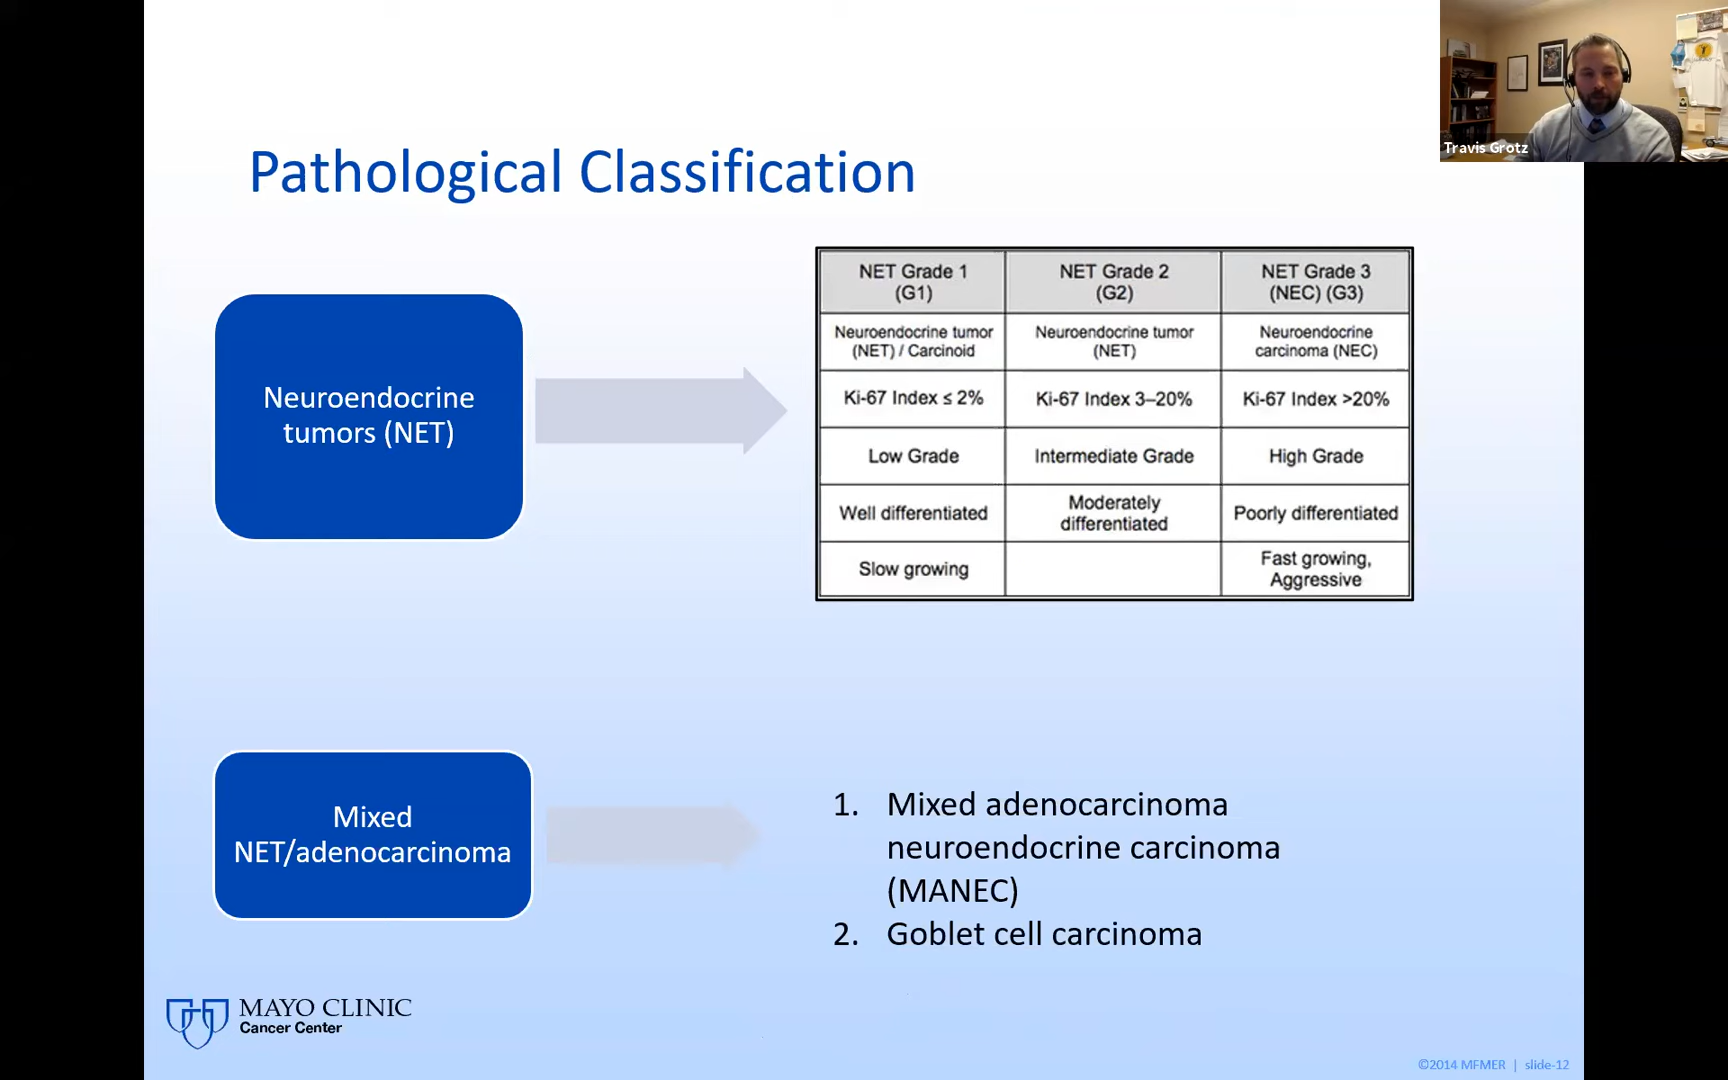 Travis Grotz
Pathological Classification
Neuroendocrine
tumors (NET)
NET Grade 1
(G1)
NET Grade 2
(G2)
NET Grade 3
(NEC) (G3)
Neuroendocrine tumor
(NET) / Carcinoid
Neuroendocrine tumor
(NET)
Neuroendocrine
carcinoma (NEC)
Ki-67 Index ≤ 2%
Ki-67 Index 3–20%
Ki-67 Index >20%
Low Grade
Intermediate Grade
High Grade
Well differentiated
Moderately
differentiated
Poorly differentiated
Slow growing
Fast growing,
Aggressive
Mixed
NET/adenocarcinoma
1. Mixed adenocarcinoma
neuroendocrine carcinoma
(MANEC)
2. Goblet cell carcinoma
MAYO CLINIC
Cancer Center
©2014 MFMER | slide-12